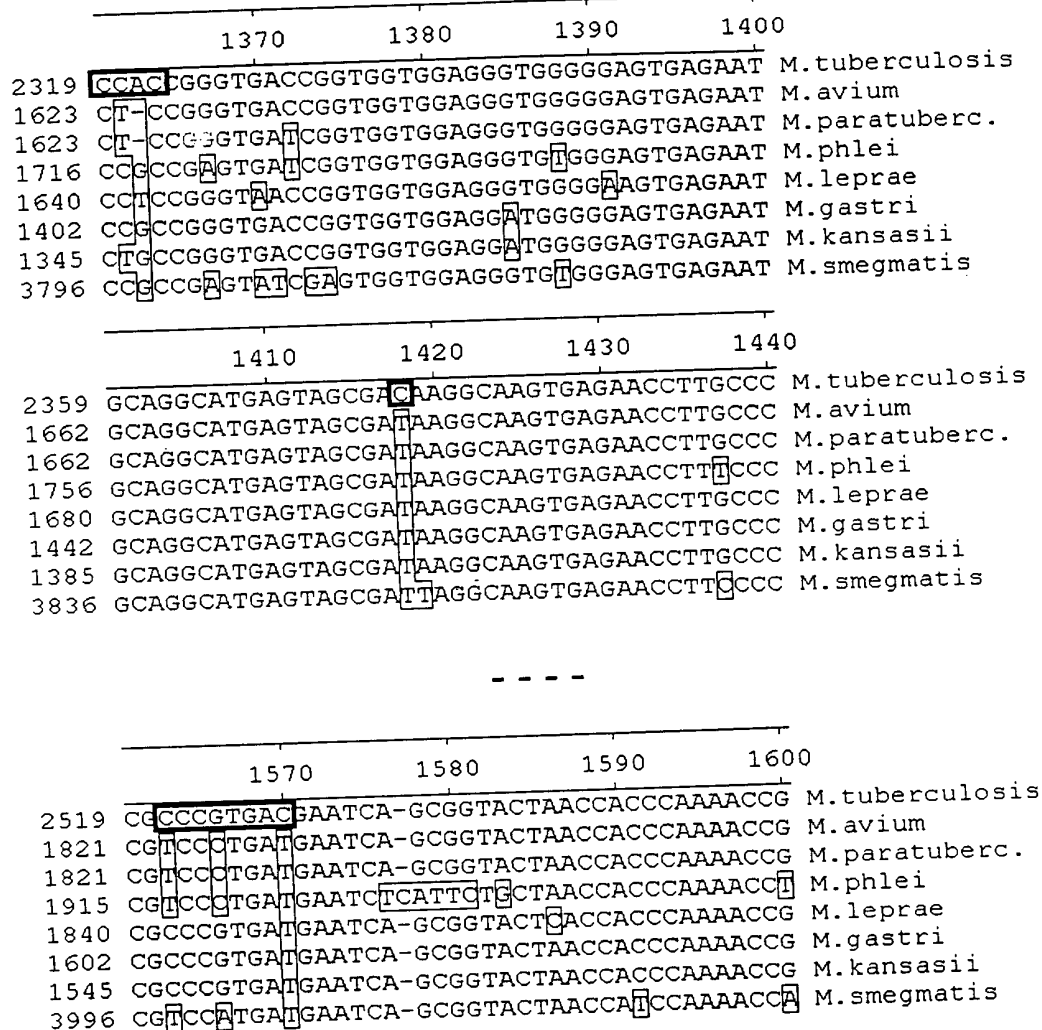 1370 1380 1390 1400
2319 CCACCGGGTGACCGGTGGTGGAGGGTGGGGGAGTGAGAAT M.tuberculosis
1623 CT-CCGGGTGACCGGTGGTGGAGGGTGGGGGAGTGAGAAT M.avium
1623 CT-CCGGGTGATCGGTGGTGGAGGGTGGGGGAGTGAGAAT M.paratuberc.
1716 CCGCCGAGTGATCGGTGGTGGAGGGTGTGGGAGTGAGAAT M.phlei
1640 CCTCCGGGTAACCGGTGGTGGAGGGTGGGGAAGTGAGAAT M.leprae
1402 CCGCCGGGTGACCGGTGGTGGAGGATGGGGGAGTGAGAAT M.gastri
1345 CTGCCGGGTGACCGGTGGTGGAGGATGGGGGAGTGAGAAT M.kansasii
3796 CCGCCGAGTATCGAGTGGTGGAGGGTGTGGGAGTGAGAAT M.smegmatis
1410 1420 1430 1440
2359 GCAGGCATGAGTAGCGACAAGGCAAGTGAGAACCTTGCCC M.tuberculosis
1662 GCAGGCATGAGTAGCGATAAGGCAAGTGAGAACCTTGCCC M.avium
1662 GCAGGCATGAGTAGCGATAAGGCAAGTGAGAACCTTGCCC M.paratuberc.
1756 GCAGGCATGAGTAGCGATAAGGCAAGTGAGAACCTTTCCC M.phlei
1680 GCAGGCATGAGTAGCGATAAGGCAAGTGAGAACCTTGCCC M.leprae
1442 GCAGGCATGAGTAGCGATAAGGCAAGTGAGAACCTTGCCC M.gastri
1385 GCAGGCATGAGTAGCGATAAGGCAAGTGAGAACCTTGCCC M.kansasii
3836 GCAGGCATGAGTAGCGATTAGGCAAGTGAGAACCTTCCCC M.smegmatis
- - - -
1570 1580 1590 1600
2519 CGCCCGTGACGAATCA-GCGGTACTAACCACCCAAAACCG M.tuberculosis
1821 CGTCCCTGATGAATCA-GCGGTACTAACCACCCAAAACCG M.avium
1821 CGTCCCTGATGAATCA-GCGGTACTAACCACCCAAAACCG M.paratuberc.
1915 CGTCCCTGATGAATCTCATTCTGCTAACCACCCAAAACCT M.phlei
1840 CGCCCGTGATGAATCA-GCGGTACTCACCACCCAAAACCG M.leprae
1602 CGCCCGTGATGAATCA-GCGGTACTAACCACCCAAAACCG M.gastri
1545 CGCCCGTGATGAATCA-GCGGTACTAACCACCCAAAACCG M.kansasii
3996 CGTCCATGATGAATCA-GCGGTACTAACCATCCAAAACCA M.smegmatis